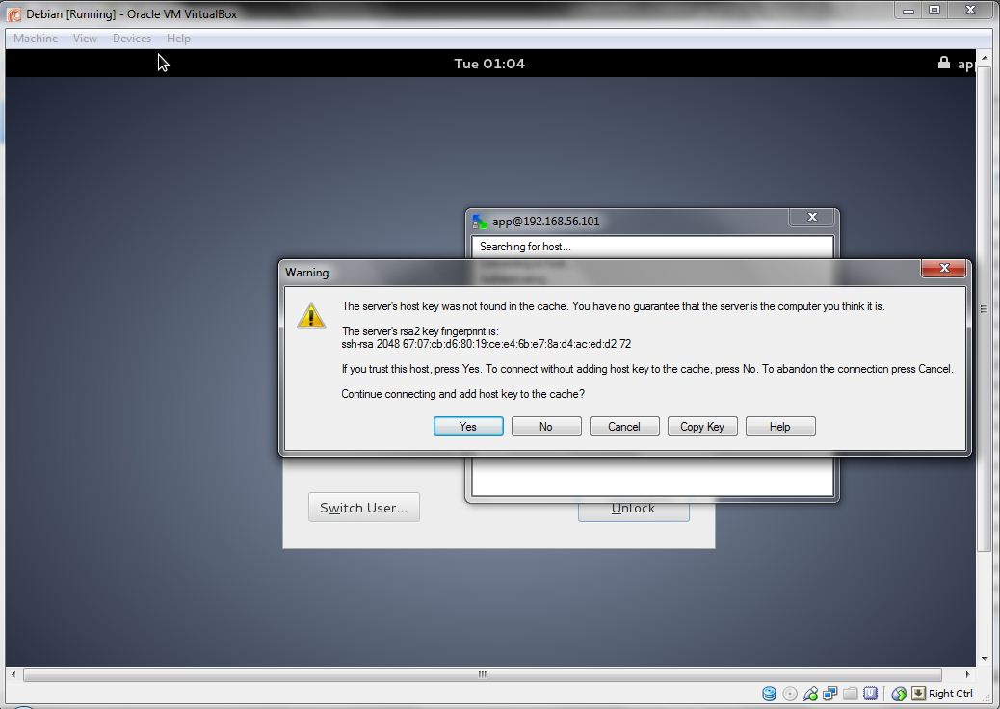 Debian [Running] - Oracle VM VirtualBox
Machine View Devices Help
Tue 01:04
app
app@192.168.56.101
Searching for host...
Warning
The server's host key was not found in the cache. You have no guarantee that the server is the computer you think it is.
The server's rsa2 key fingerprint is:
ssh-rsa 2048 67:07:cb:d6:80:19:ce:e4:6b:e7:8a:d4:ac:ed:d2:72
If you trust this host, press Yes. To connect without adding host key to the cache, press No. To abandon the connection press Cancel.
Continue connecting and add host key to the cache?
Yes No Cancel Copy Key Help
Switch User... Unlock
Right Ctrl